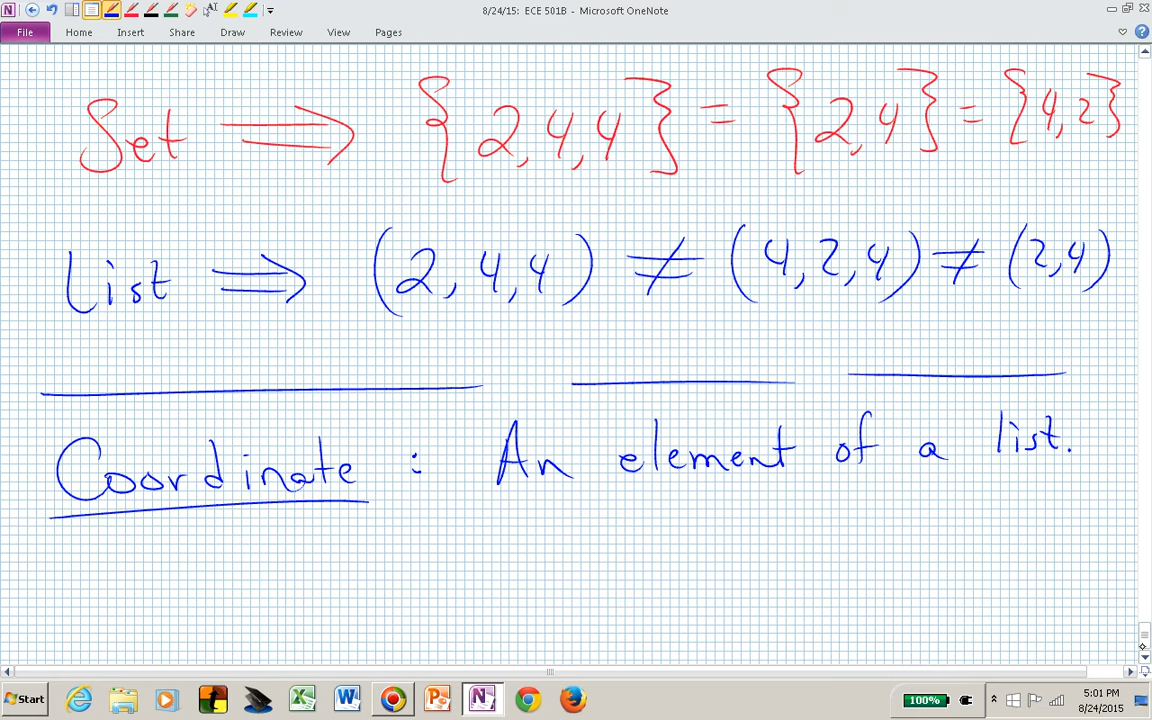 8/24/15: ECE 501B - Microsoft OneNote
File Home Insert Share Draw Review View Pages
Set ⟹ {2,4,4} = {2,4} = {4,2}
List ⟹ (2,4,4) ≠ (4,2,4) ≠ (2,4)
Coordinate : An element of a list.
Start 100% 5:01 PM
8/24/2015